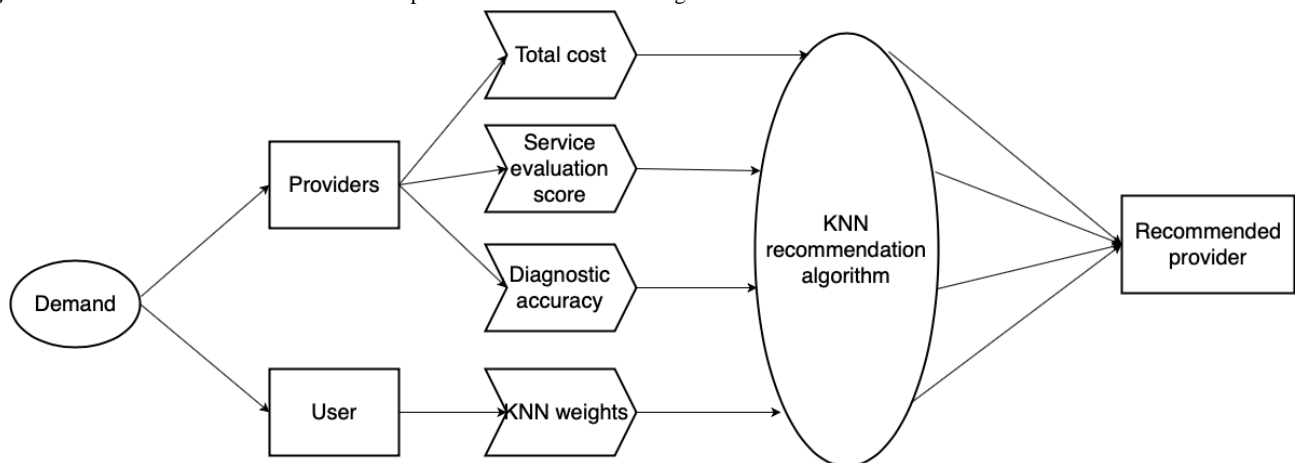 Total cost
Service
evaluation
score
Providers
KNN
recommendation
algorithm
Recommended
provider
Diagnostic
accuracy
Demand
User
KNN weights